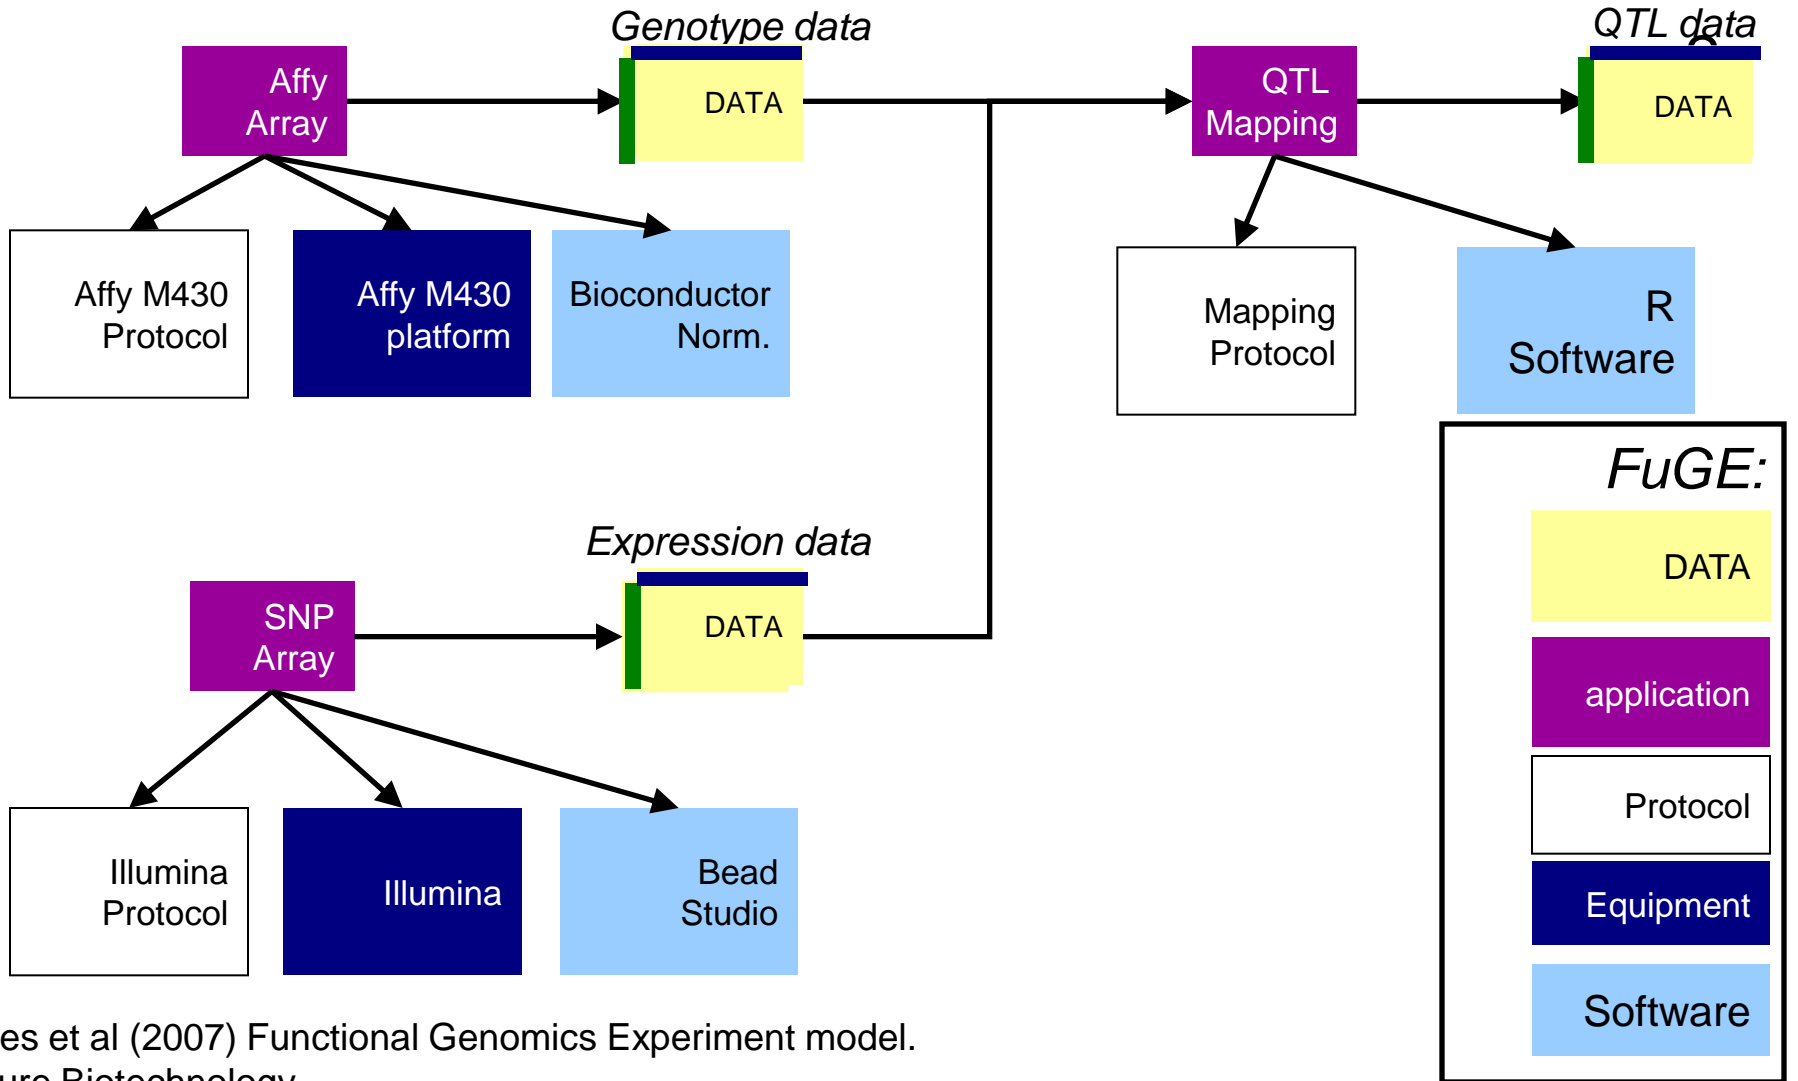 Genotype data
QTL data
Affy
Array
DATA
QTL
Mapping
DATA
Affy M430
Protocol
Affy M430
platform
Bioconductor
Norm.
Mapping
Protocol
R
Software
Expression data
SNP
Array
DATA
Illumina
Protocol
Illumina
Bead
Studio
FuGE:
DATA
application
Protocol
Equipment
Software
es et al (2007) Functional Genomics Experiment model.
ure Biotechnology